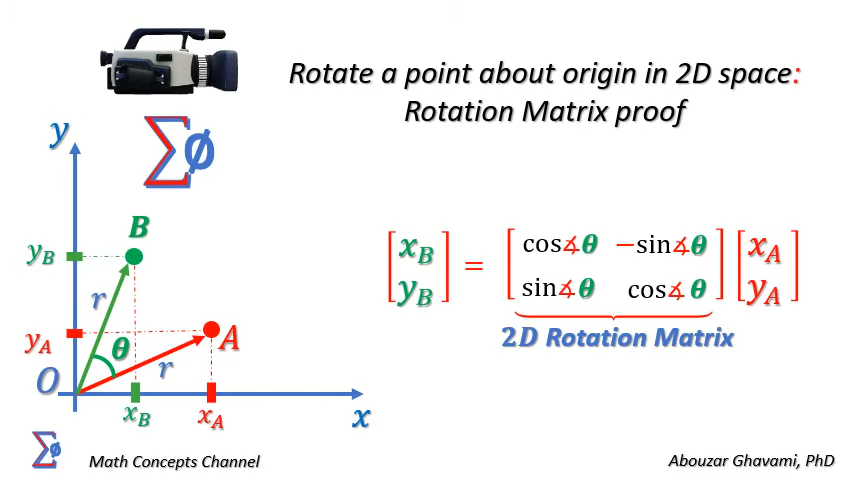 Rotate a point about origin in 2D space:
Rotation Matrix proof
∑∅
y
B
y_B
r
y_A
A
θ
r
O
x_B
x_A
x
[x_B y_B] = [cos∡θ −sin∡θ sin∡θ cos∡θ] [x_A y_A]
2D Rotation Matrix
∑∅
Math Concepts Channel
Abouzar Ghavami, PhD